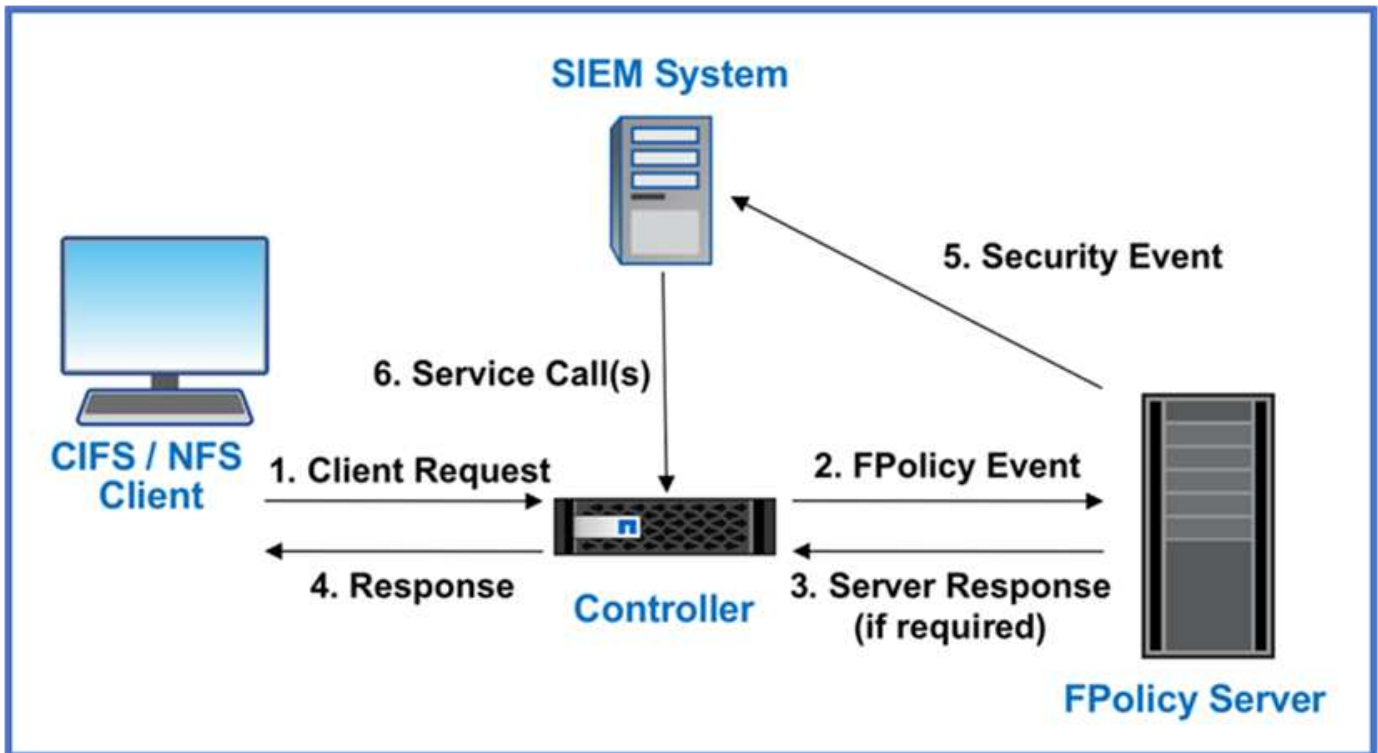 SIEM System
5. Security Event
6. Service Call(s)
CIFS / NFS
Client
1. Client Request
2. FPolicy Event
4. Response
Controller
3. Server Response
(if required)
FPolicy Server